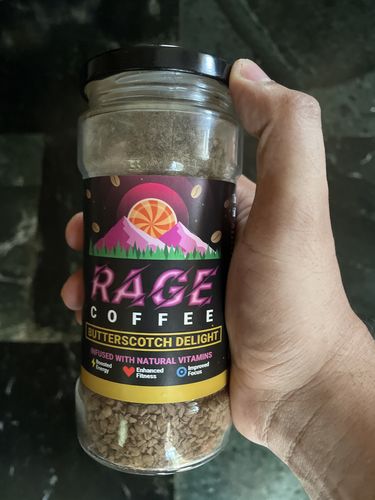 RAGE
COFFEE
BUTTERSCOTCH DELIGHT
INFUSED WITH NATURAL VITAMINS
Boosted Energy
Enhanced Fitness
Improved Focus